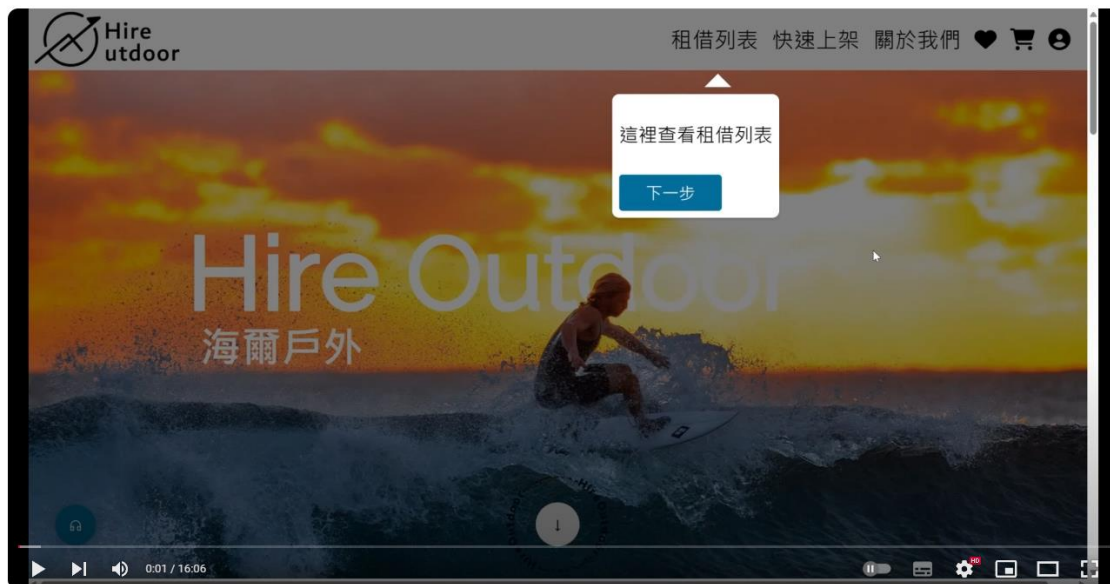 Hire
utdoor
租借列表 快速上架 關於我們
這裡查看租借列表
下一步
Hire Outdoor
海爾戶外
0:01 / 16:06
HD